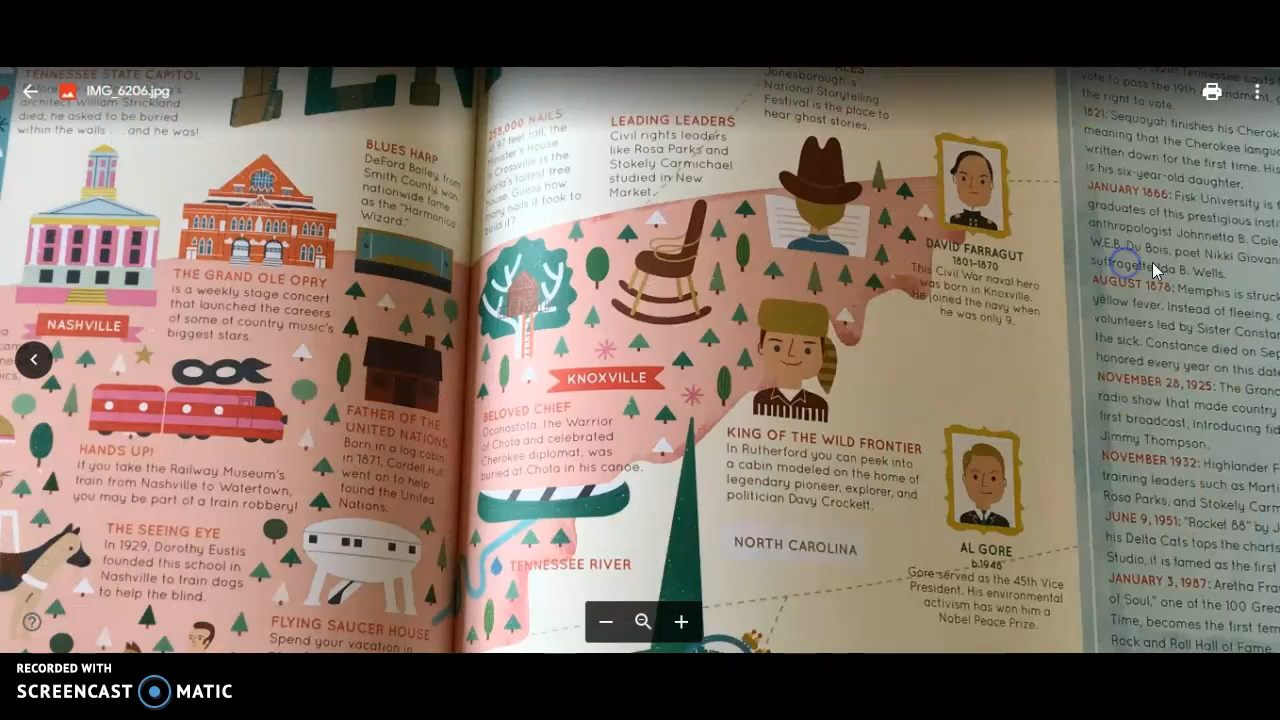 TENNESSEE STATE CAPITOL
IMG_6206.jpg
architect William Strickland
died, he asked to be buried
within the walls . . . and he was!
BLUES HARP
DeFord Bailey, from
Smith County, won
nationwide fame
as the "Harmonica
Wizard."
THE GRAND OLE OPRY
is a weekly stage concert
that launched the careers
of some of country music's
biggest stars.
NASHVILLE
HANDS UP!
If you take the Railway Museum's
train from Nashville to Watertown,
you may be part of a train robbery!
FATHER OF THE
UNITED NATIONS
Born in a log cabin
in 1871, Cordell Hull
went on to help
found the United
Nations.
THE SEEING EYE
In 1929, Dorothy Eustis
founded this school in
Nashville to train dogs
to help the blind.
FLYING SAUCER HOUSE
Spend your vacation in
258,000 NAILS
At 97 feet tall, the
Minister's House
in Crossville is the
world's tallest tree
house. Guess how
many nails it took to
build it?
LEADING LEADERS
Civil rights leaders
like Rosa Parks and
Stokely Carmichael
studied in New
Market.
Jonesborough's
National Storytelling
Festival is the place to
hear ghost stories.
DAVID FARRAGUT
1801-1870
This Civil War naval hero
was born in Knoxville.
He joined the navy when
he was only 9.
KNOXVILLE
BELOVED CHIEF
Oconastota, the Warrior
of Chota and celebrated
Cherokee diplomat, was
buried at Chota in his canoe.
KING OF THE WILD FRONTIER
In Rutherford you can peek into
a cabin modeled on the home of
legendary pioneer, explorer, and
politician Davy Crockett.
NORTH CAROLINA
TENNESSEE RIVER
AL GORE
b.1948
Gore served as the 45th Vice
President. His environmental
activism has won him a
Nobel Peace Prize.
Tennessee casts
vote to pass the 19th Amendment,
the right to vote.
1821: Sequoyah finishes his Cherok
meaning that the Cherokee langua
written down for the first time. His
is his six-year-old daughter.
JANUARY 1866: Fisk University is
graduates of this prestigious insti
anthropologist Johnnetta B. Cole,
W.E.B. Du Bois, poet Nikki Giovan
suffragette Ida B. Wells.
AUGUST 1878: Memphis is struck
yellow fever. Instead of fleeing,
volunteers led by Sister Constan
the sick. Constance died on Sep
honored every year on this date
NOVEMBER 28, 1925: The Gran
radio show that made country
first broadcast, introducing fid
Jimmy Thompson.
NOVEMBER 1932: Highlander F
training leaders such as Marti
Rosa Parks, and Stokely Carm
JUNE 9, 1951: "Rocket 88" by J
his Delta Cats tops the charts
Studio, it is famed as the first
JANUARY 3, 1987: Aretha Fra
of Soul," one of the 100 Grea
Time, becomes the first fem
Rock and Roll Hall of Fame
RECORDED WITH
SCREENCAST MATIC